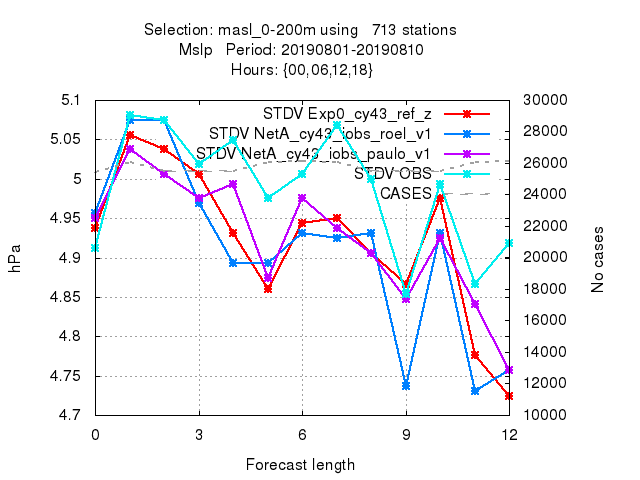 Selection: masl_0-200m using   713 stations
Mslp   Period: 20190801-20190810
Hours: {00,06,12,18}
5.1
5.05
5
4.95
4.9
4.85
4.8
4.75
4.7
hPa
STDV Exp0_cy43_ref_z
STDV NetA_cy43_iobs_roel_v1
STDV NetA_cy43_iobs_paulo_v1
STDV OBS
CASES
30000
28000
26000
24000
22000
20000
18000
16000
14000
12000
10000
No cases
0 3 6 9 12
Forecast length